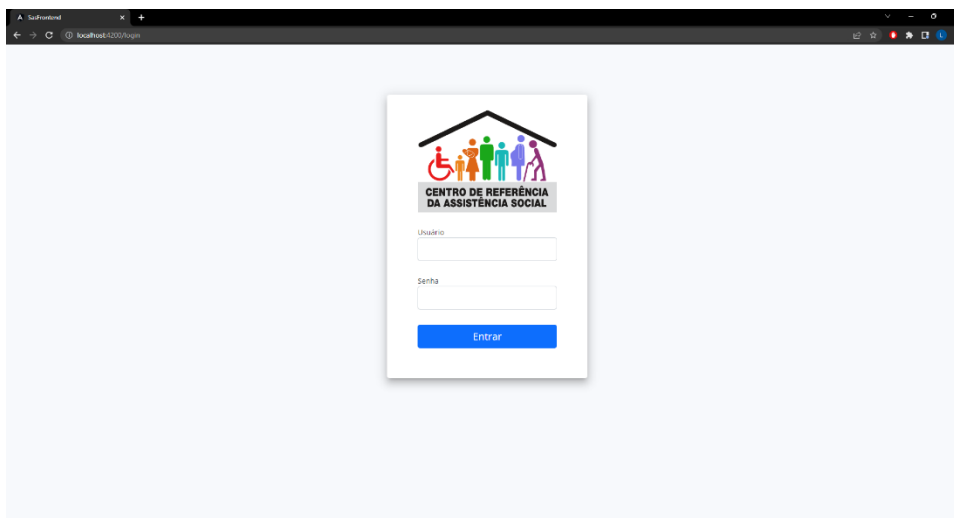 SasFrontend
localhost:4200/login
CENTRO DE REFERÊNCIA
DA ASSISTÊNCIA SOCIAL
Usuário
Senha
Entrar
L